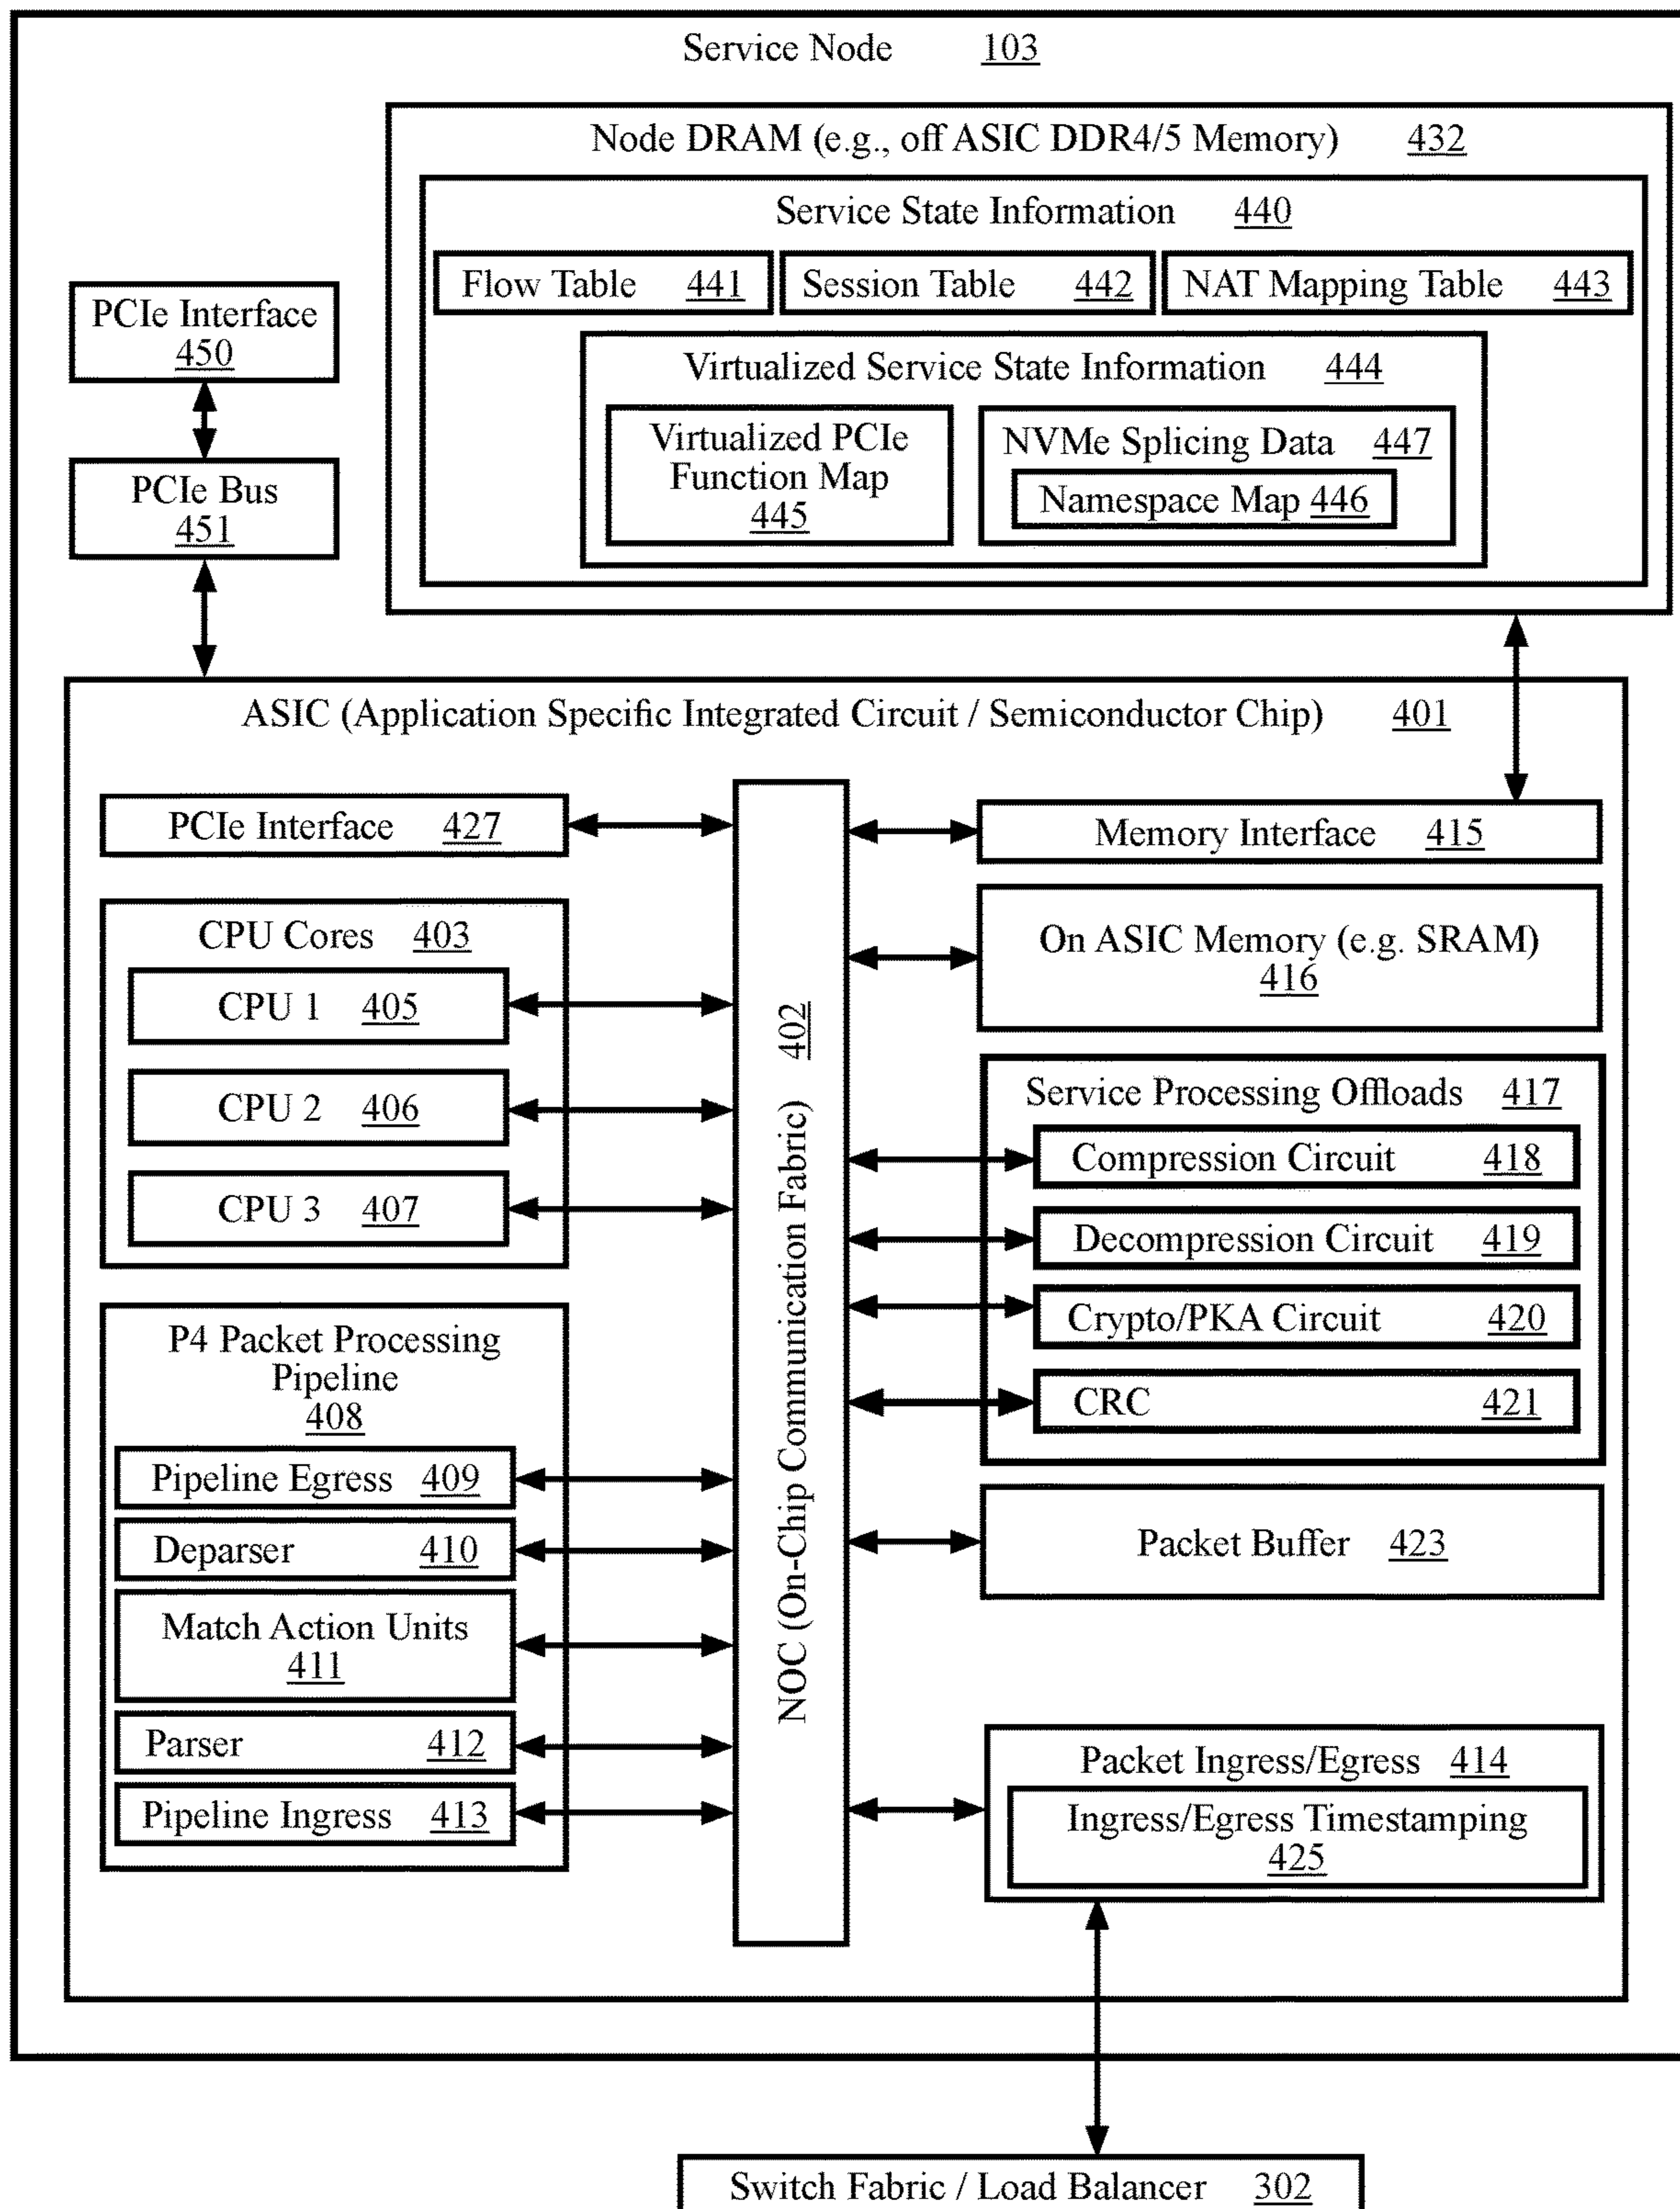 Service Node 103
Node DRAM (e.g., off ASIC DDR4/5 Memory) 432
Service State Information 440
Flow Table 441
Session Table 442
NAT Mapping Table 443
Virtualized Service State Information 444
Virtualized PCIe
Function Map
445
NVMe Splicing Data 447
Namespace Map 446
PCIe Interface
450
PCIe Bus
451
ASIC (Application Specific Integrated Circuit / Semiconductor Chip) 401
PCIe Interface 427
CPU Cores 403
CPU 1 405
CPU 2 406
CPU 3 407
P4 Packet Processing
Pipeline
408
Pipeline Egress 409
Deparser 410
Match Action Units
411
Parser 412
Pipeline Ingress 413
NOC (On-Chip Communication Fabric) 402
Memory Interface 415
On ASIC Memory (e.g. SRAM)
416
Service Processing Offloads 417
Compression Circuit 418
Decompression Circuit 419
Crypto/PKA Circuit 420
CRC 421
Packet Buffer 423
Packet Ingress/Egress 414
Ingress/Egress Timestamping
425
Switch Fabric / Load Balancer 302